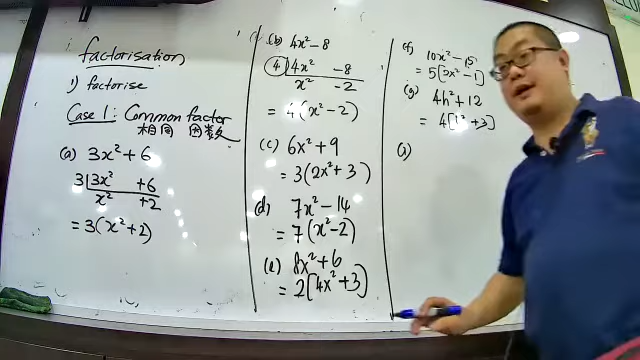 factorisation
1) factorise
Case 1: Common factor
相同 因数
(a) 3x² + 6
3 3x² + 6
x² + 2
= 3(x² + 2)
(b) 4x² - 8
4 4x² - 8
x² - 2
= 4(x² - 2)
(c) 6x² + 9
= 3(2x² + 3)
(d) 7x² - 14
= 7(x² - 2)
(e) 8x² + 6
= 2[4x² + 3)
(f) 10x² - 15
= 5[2x² - 1]
(g) 4h² + 12
= 4[h² + 3]
(i)